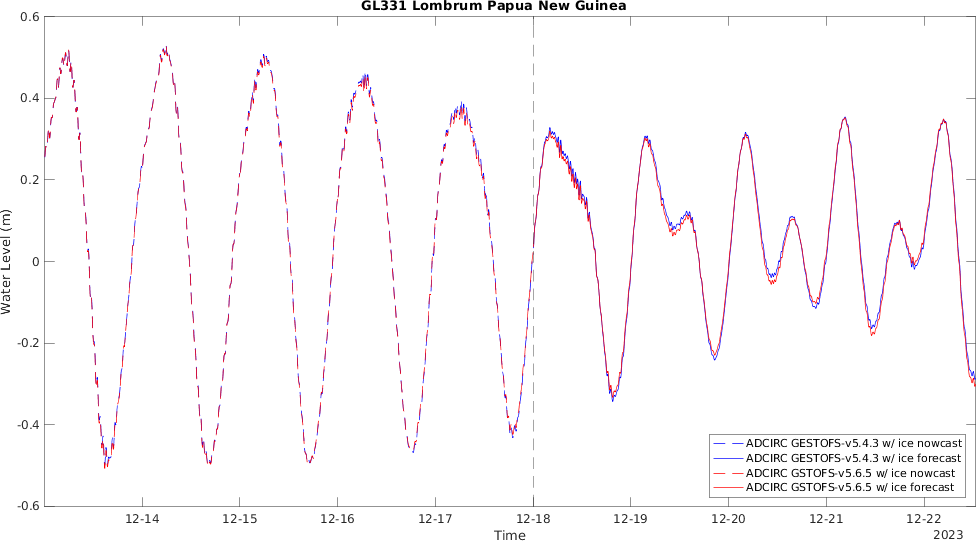 GL331 Lombrum Papua New Guinea
0.6
0.4
0.2
0
-0.2
-0.4
-0.6
Water Level (m)
ADCIRC GESTOFS-v5.4.3 w/ ice nowcast
ADCIRC GESTOFS-v5.4.3 w/ ice forecast
ADCIRC GSTOFS-v5.6.5 w/ ice nowcast
ADCIRC GSTOFS-v5.6.5 w/ ice forecast
12-14 12-15 12-16 12-17 12-18 12-19 12-20 12-21 12-22
Time
2023